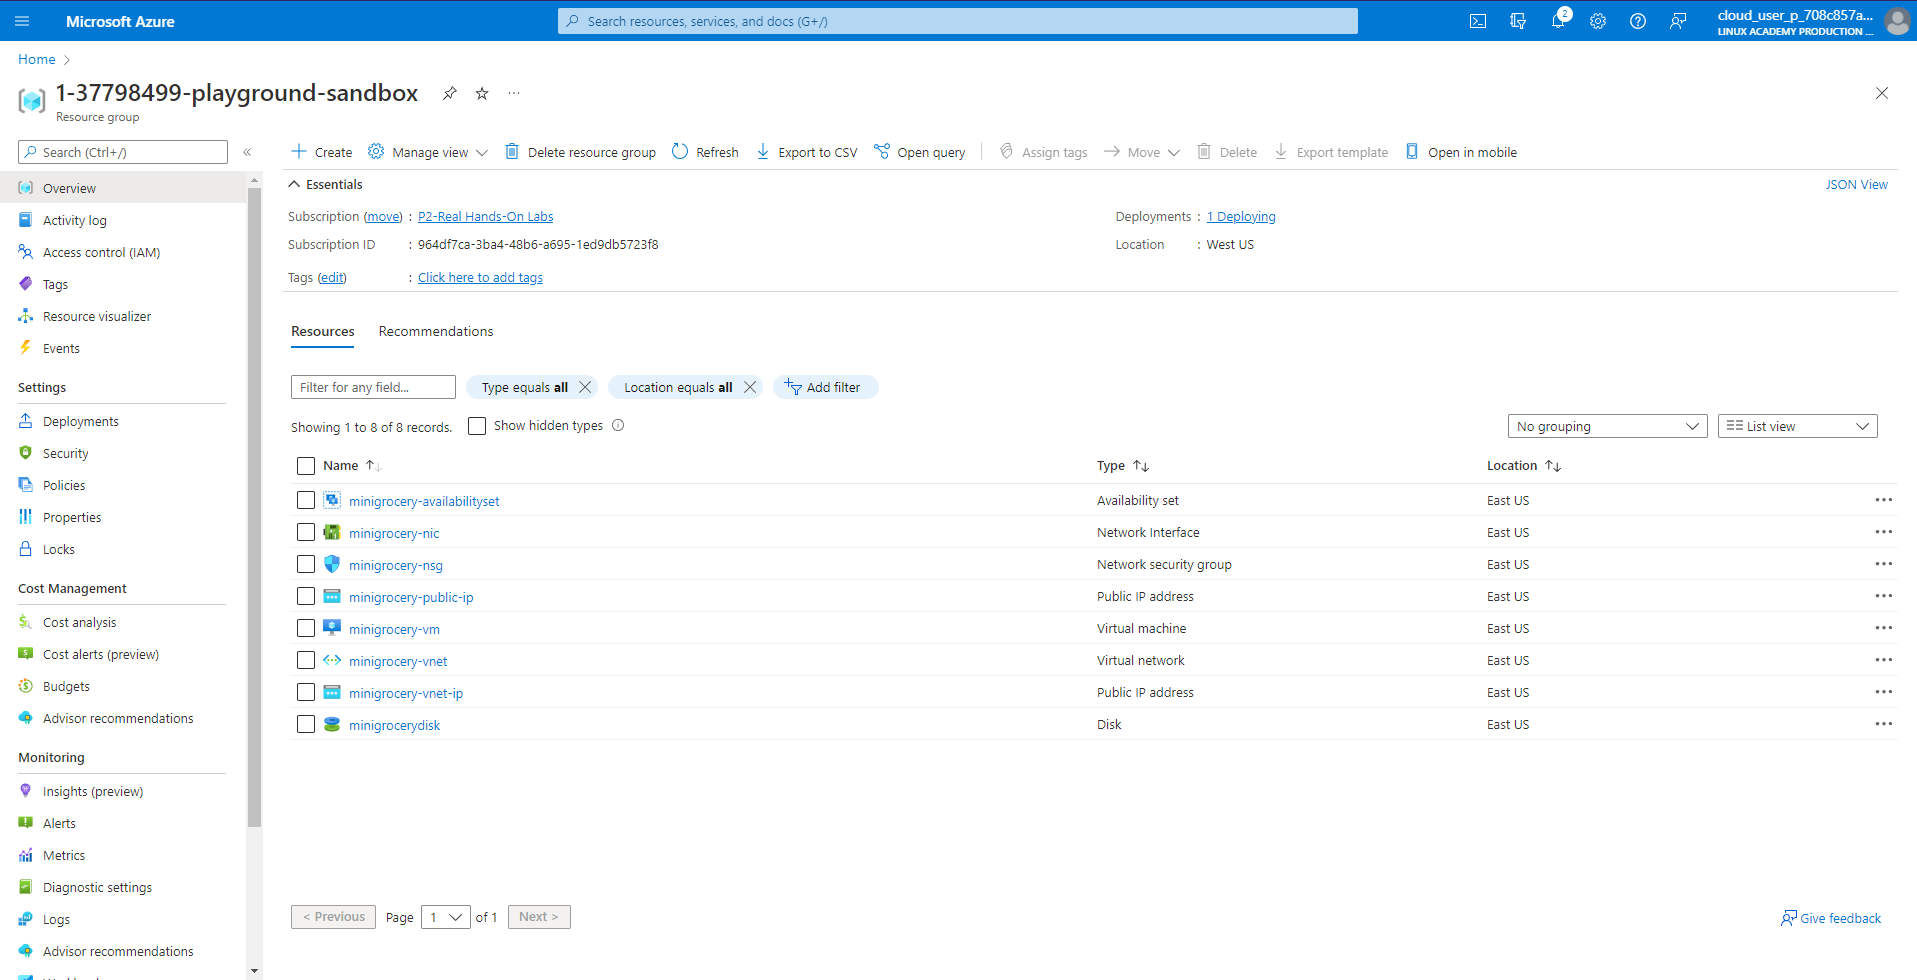 Microsoft Azure
Search resources, services, and docs (G+/)
2
cloud_user_p_708c857a...
LINUX ACADEMY PRODUCTION ...
Home
1-37798499-playground-sandbox
...
Resource group
Search (Ctrl+/)
«
Overview
Activity log
Access control (IAM)
Tags
Resource visualizer
Events
Settings
Deployments
Security
Policies
Properties
Locks
Cost Management
Cost analysis
Cost alerts (preview)
Budgets
Advisor recommendations
Monitoring
Insights (preview)
Alerts
Metrics
Diagnostic settings
Logs
Advisor recommendations
Create Manage view Delete resource group Refresh Export to CSV Open query Assign tags Move Delete Export template Open in mobile
Essentials
JSON View
Subscription (move) : P2-Real Hands-On Labs
Deployments : 1 Deploying
Subscription ID : 964df7ca-3ba4-48b6-a695-1ed9db5723f8
Location : West US
Tags (edit) : Click here to add tags
Resources Recommendations
Filter for any field... Type equals all Location equals all Add filter
Showing 1 to 8 of 8 records. Show hidden types No grouping List view
Name Type Location
minigrocery-availabilityset Availability set East US
minigrocery-nic Network Interface East US
minigrocery-nsg Network security group East US
minigrocery-public-ip Public IP address East US
minigrocery-vm Virtual machine East US
minigrocery-vnet Virtual network East US
minigrocery-vnet-ip Public IP address East US
minigrocerydisk Disk East US
< Previous Page 1 of 1 Next >
Give feedback